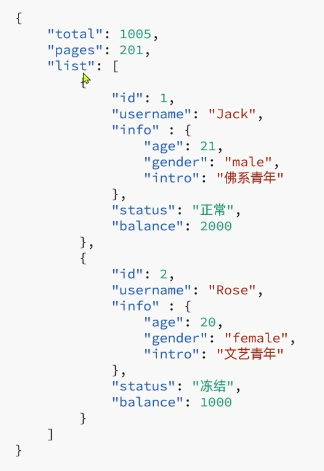 {
    "total": 1005,
    "pages": 201,
    "list": [
        {
            "id": 1,
            "username": "Jack",
            "info" : {
                "age": 21,
                "gender": "male",
                "intro": "佛系青年"
            },
            "status": "正常",
            "balance": 2000
        },
        {
            "id": 2,
            "username": "Rose",
            "info" : {
                "age": 20,
                "gender": "female",
                "intro": "文艺青年"
            },
            "status": "冻结",
            "balance": 1000
        }
    ]
}